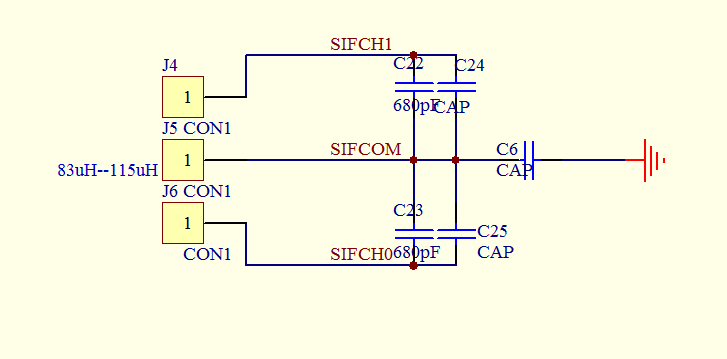 SIFCH1
J4
C22
C24
1
680pF
CAP
J5 CON1
SIFCOM
C6
1
83uH--115uH
CAP
J6 CON1
C23
1
C25
CON1
SIFCH0
680pF
CAP